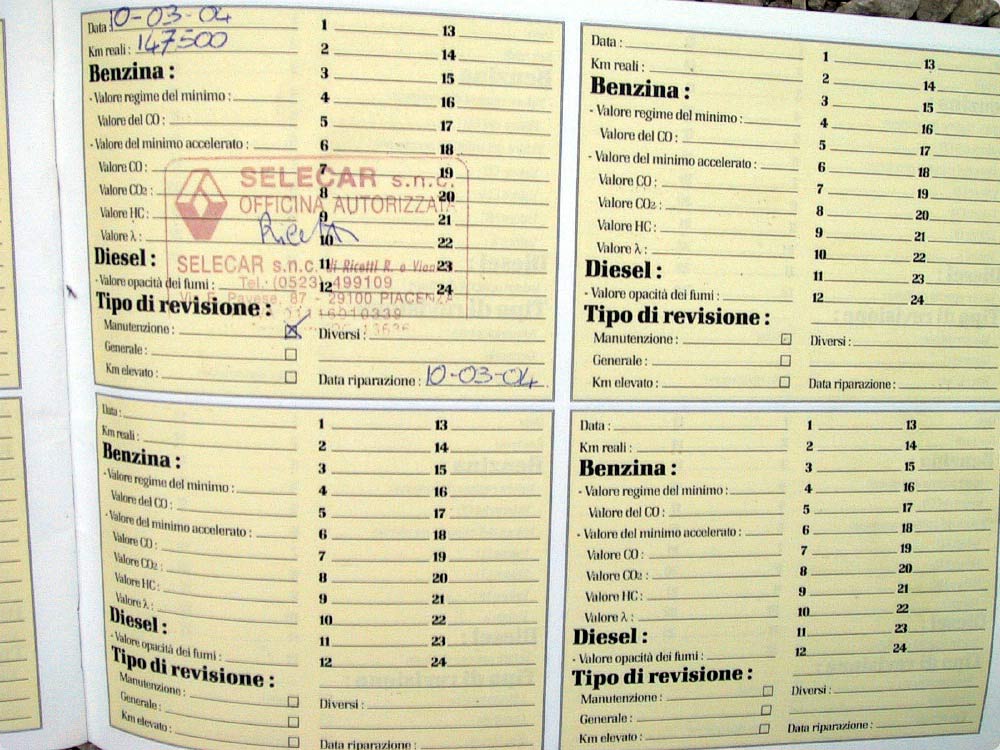 Data 10-03-04
Km reali : 147500
Benzina :
- Valore regime del minimo :
Valore del CO :
- Valore del minimo accelerato :
Valore CO :
Valore CO2 :
Valore HC :
Valore λ :
Diesel :
- Valore opacità dei fumi :
Tipo di revisione :
Manutenzione :
Generale :
Km elevato :
1 13
2 14
3 15
4 16
5 17
6 18
7 19
8 20
9 21
10 22
11 23
12 24
Diversi :
Data riparazione : 10-03-04
SELECAR s.n.c.
OFFICINA AUTORIZZATA
SELECAR s.n.c. di Ricotti R. e
Tel. (0523) 499109
Pavese, 87 - 29100 PIACENZA
Data :
Km reali :
Benzina :
- Valore regime del minimo :
Valore del CO :
- Valore del minimo accelerato :
Valore CO :
Valore CO2 :
Valore HC :
Valore λ :
Diesel :
- Valore opacità dei fumi :
Tipo di revisione :
Manutenzione :
Generale :
Km elevato :
1 13
2 14
3 15
4 16
5 17
6 18
7 19
8 20
9 21
10 22
11 23
12 24
Diversi :
Data riparazione :
Data :
Km reali :
Benzina :
- Valore regime del minimo :
Valore del CO :
- Valore del minimo accelerato :
Valore CO :
Valore CO2 :
Valore HC :
Valore λ :
Diesel :
- Valore opacità dei fumi :
Tipo di revisione :
Manutenzione :
Generale :
Km elevato :
1 13
2 14
3 15
4 16
5 17
6 18
7 19
8 20
9 21
10 22
11 23
12 24
Diversi :
Data riparazione :
Data :
Km reali :
Benzina :
- Valore regime del minimo :
Valore del CO :
- Valore del minimo accelerato :
Valore CO :
Valore CO2 :
Valore HC :
Valore λ :
Diesel :
- Valore opacità dei fumi :
Tipo di revisione :
Manutenzione :
Generale :
Km elevato :
1 13
2 14
3 15
4 16
5 17
6 18
7 19
8 20
9 21
10 22
11 23
12 24
Diversi :
Data riparazione :